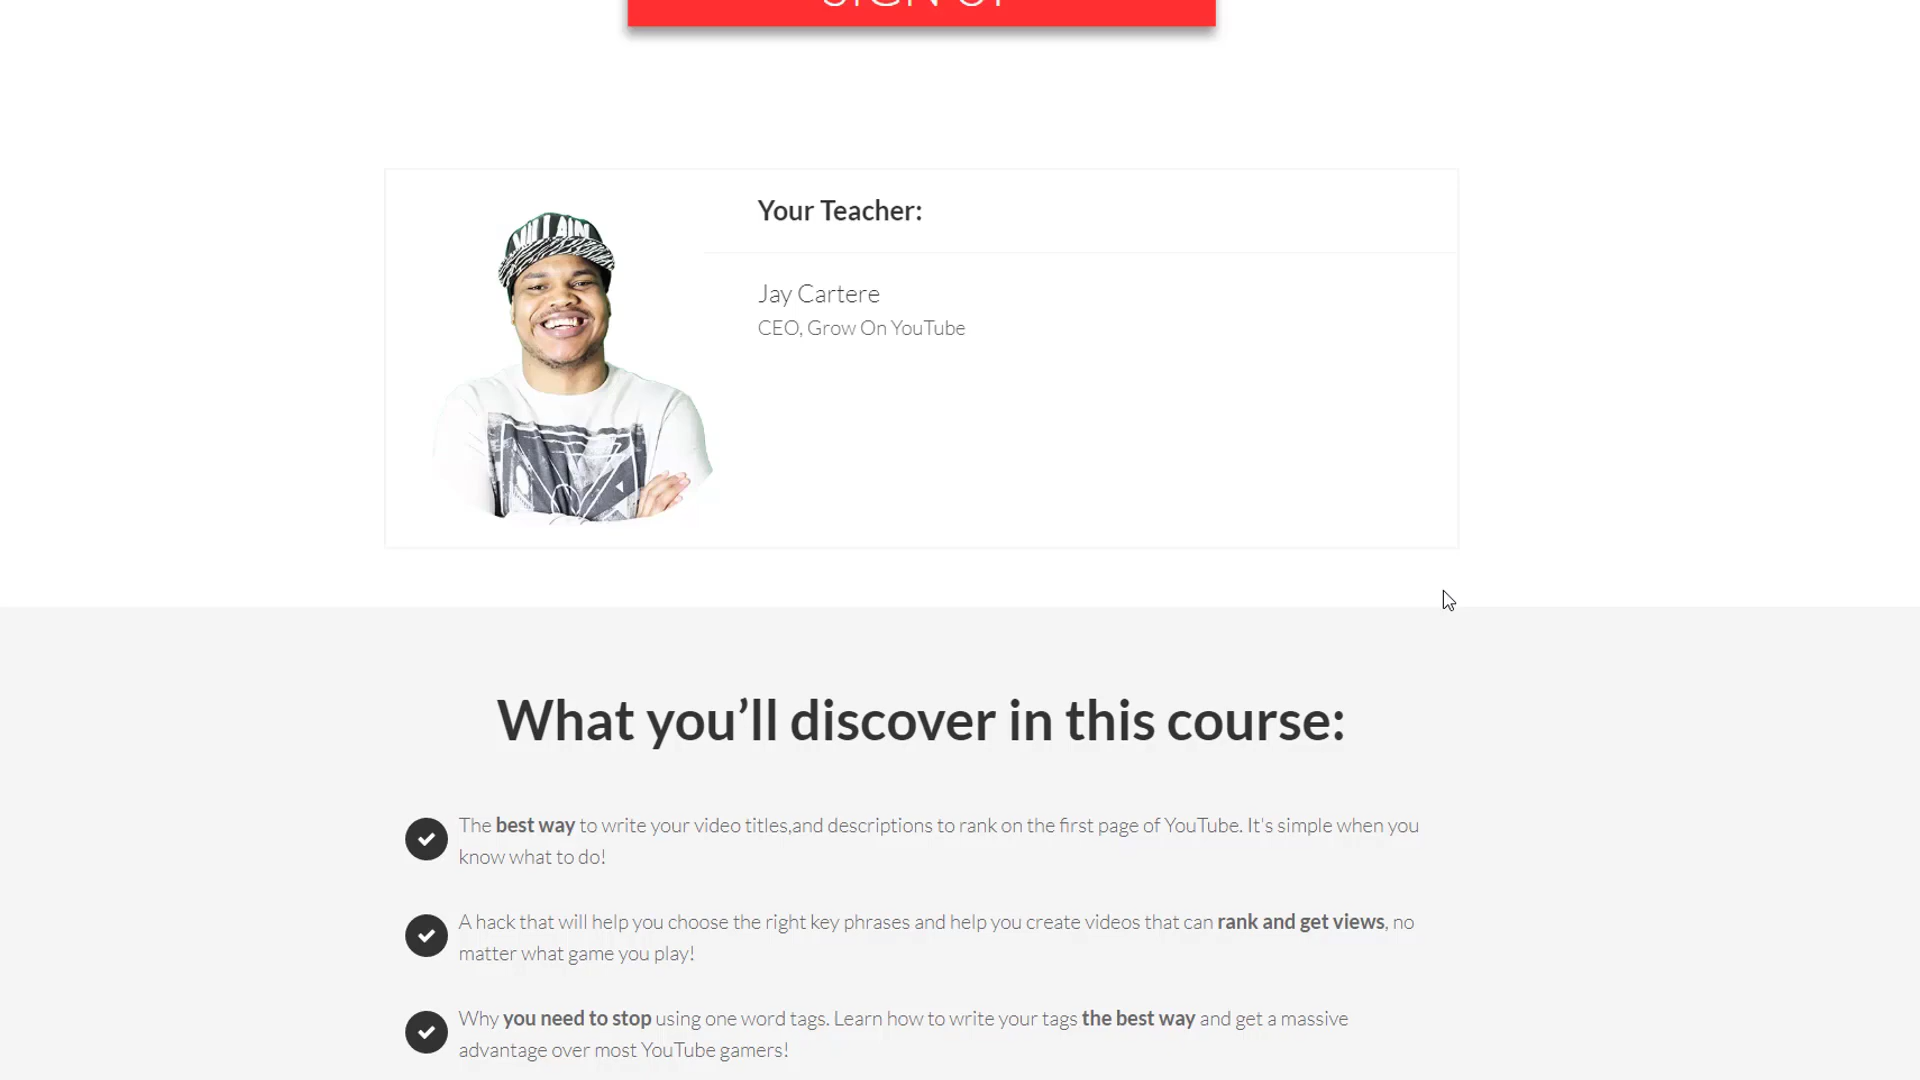 SIGN UP
Your Teacher:
Jay Cartere
CEO, Grow On YouTube
What you’ll discover in this course:
The best way to write your video titles,and descriptions to rank on the first page of YouTube. It's simple when you
know what to do!
A hack that will help you choose the right key phrases and help you create videos that can rank and get views, no
matter what game you play!
Why you need to stop using one word tags. Learn how to write your tags the best way and get a massive
advantage over most YouTube gamers!